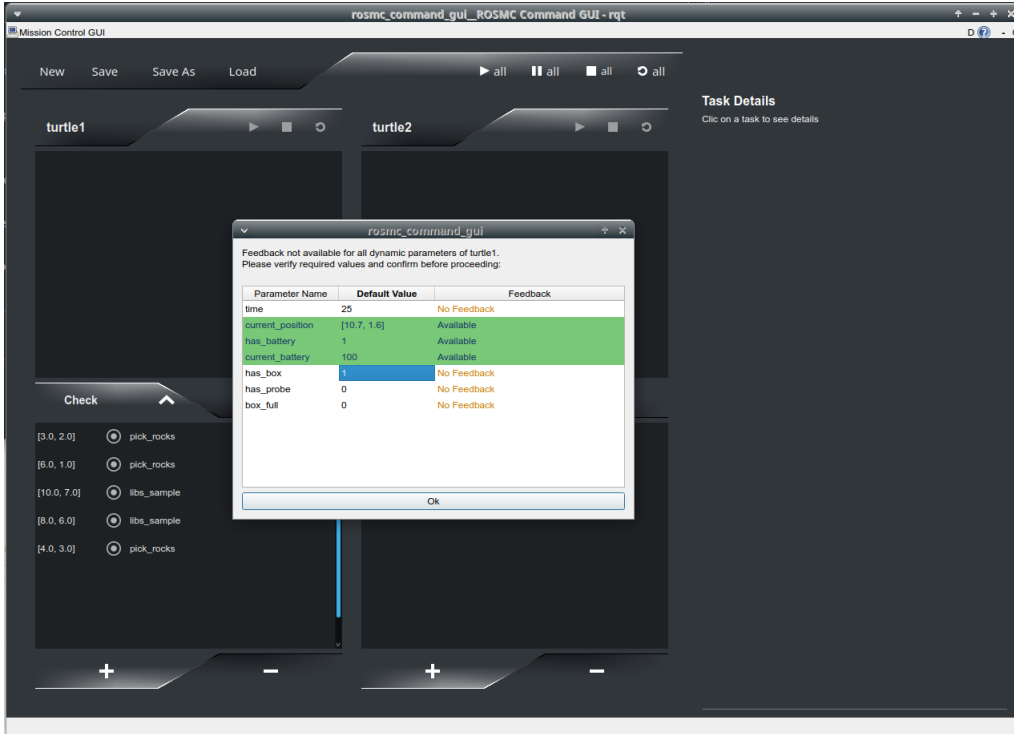 rosmc_command_gui__ROSMC Command GUI - rqt
Mission Control GUI
D
New Save Save As Load all all all all
Task Details
Clic on a task to see details
turtle1 turtle2
rosmc_command_gui
Feedback not available for all dynamic parameters of turtle1.
Please verify required values and confirm before proceeding:
Parameter Name Default Value Feedback
time 25 No Feedback
current_position [10.7, 1.6] Available
has_battery 1 Available
current_battery 100 Available
has_box 1 No Feedback
has_probe 0 No Feedback
box_full 0 No Feedback
Ok
Check
[3.0, 2.0] pick_rocks
[6.0, 1.0] pick_rocks
[10.0, 7.0] libs_sample
[8.0, 6.0] libs_sample
[4.0, 3.0] pick_rocks